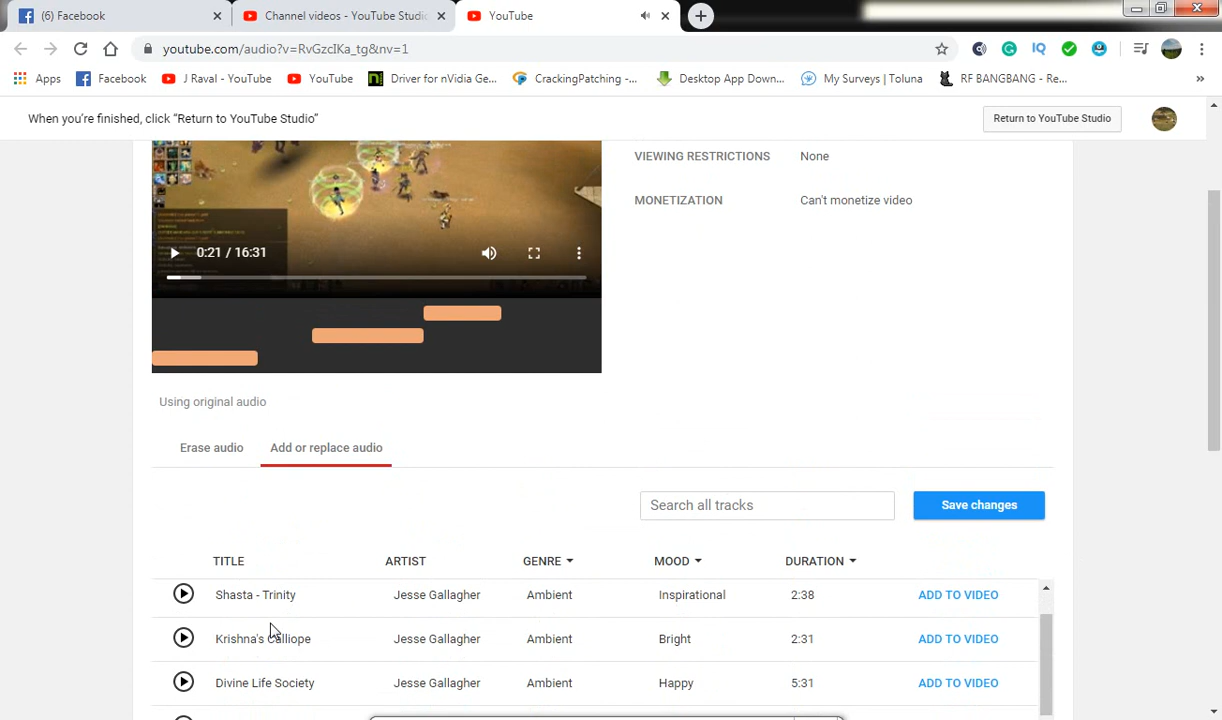 (6) Facebook
Channel videos - YouTube Studio
YouTube
youtube.com/audio?v=RvGzcIKa_tg&nv=1
Apps
Facebook
J Raval - YouTube
YouTube
Driver for nVidia Ge...
CrackingPatching -...
Desktop App Down...
My Surveys | Toluna
RF BANGBANG - Re...
»
When you're finished, click "Return to YouTube Studio"
Return to YouTube Studio
VIEWING RESTRICTIONS None
MONETIZATION Can't monetize video
0:21 / 16:31
Using original audio
Erase audio Add or replace audio
Search all tracks
Save changes
TITLE ARTIST GENRE MOOD DURATION
Shasta - Trinity Jesse Gallagher Ambient Inspirational 2:38 ADD TO VIDEO
Krishna's Calliope Jesse Gallagher Ambient Bright 2:31 ADD TO VIDEO
Divine Life Society Jesse Gallagher Ambient Happy 5:31 ADD TO VIDEO